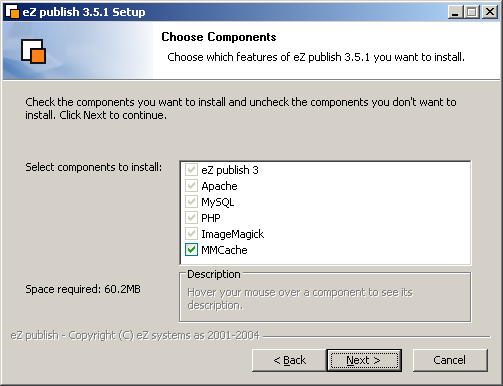 eZ publish 3.5.1 Setup
Choose Components
Choose which features of eZ publish 3.5.1 you want to install.
Check the components you want to install and uncheck the components you don't want to
install. Click Next to continue.
Select components to install:
eZ publish 3
Apache
MySQL
PHP
ImageMagick
MMCache
Space required: 60.2MB
Description
Hover your mouse over a component to see its
description.
eZ publish - Copyright (C) eZ systems as 2001-2004
< Back
Next >
Cancel